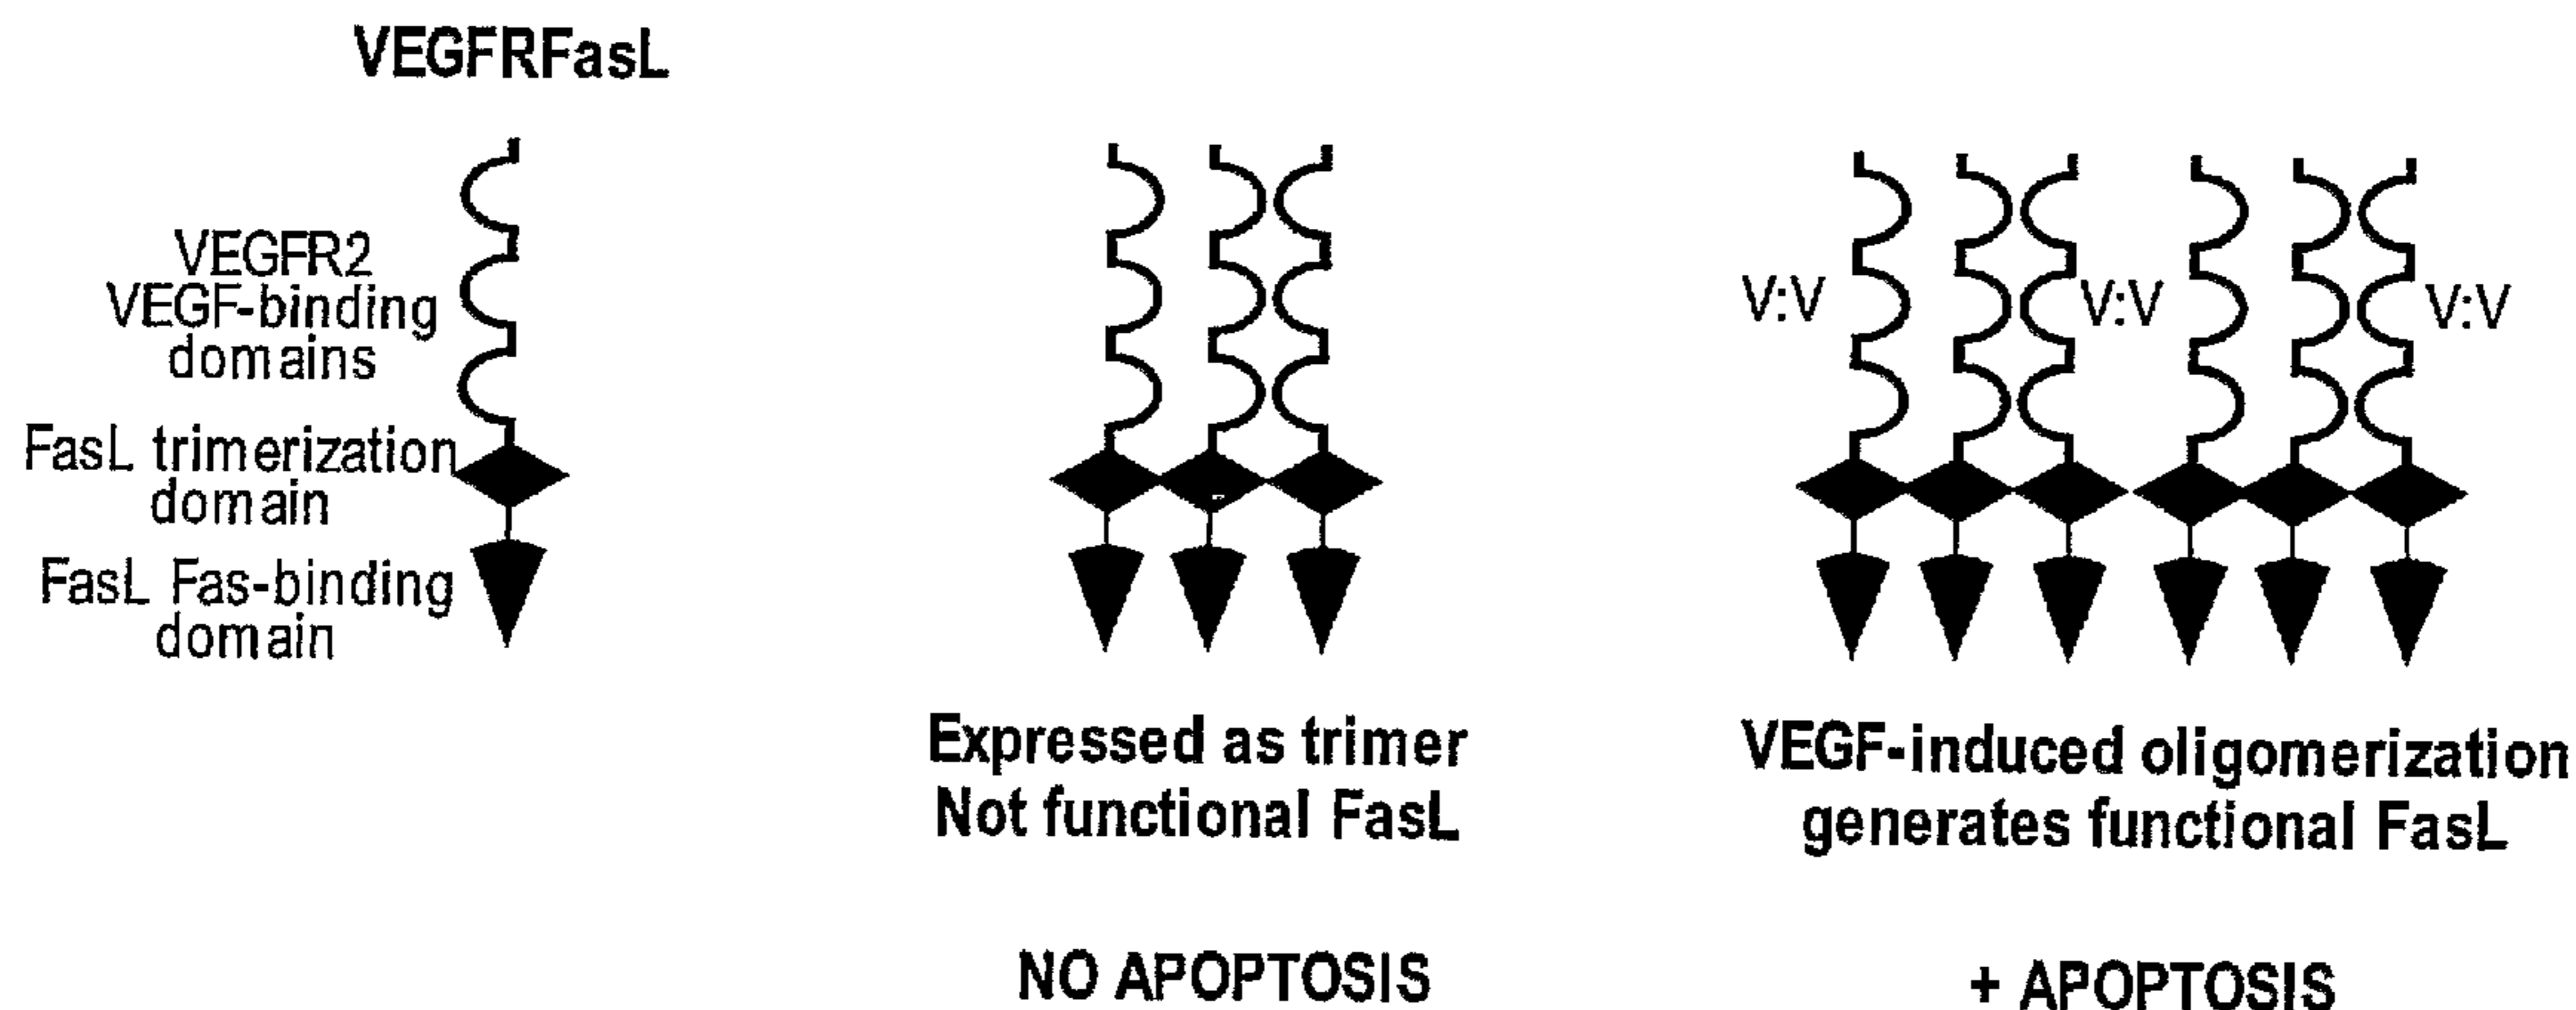 VEGFRFasL
VEGFR2
VEGF-binding
domains
FasL trimerization
domain
FasL Fas-binding
domain
Expressed as trimer
Not functional FasL
NO APOPTOSIS
V:V
V:V
V:V
VEGF-induced oligomerization
generates functional FasL
+ APOPTOSIS